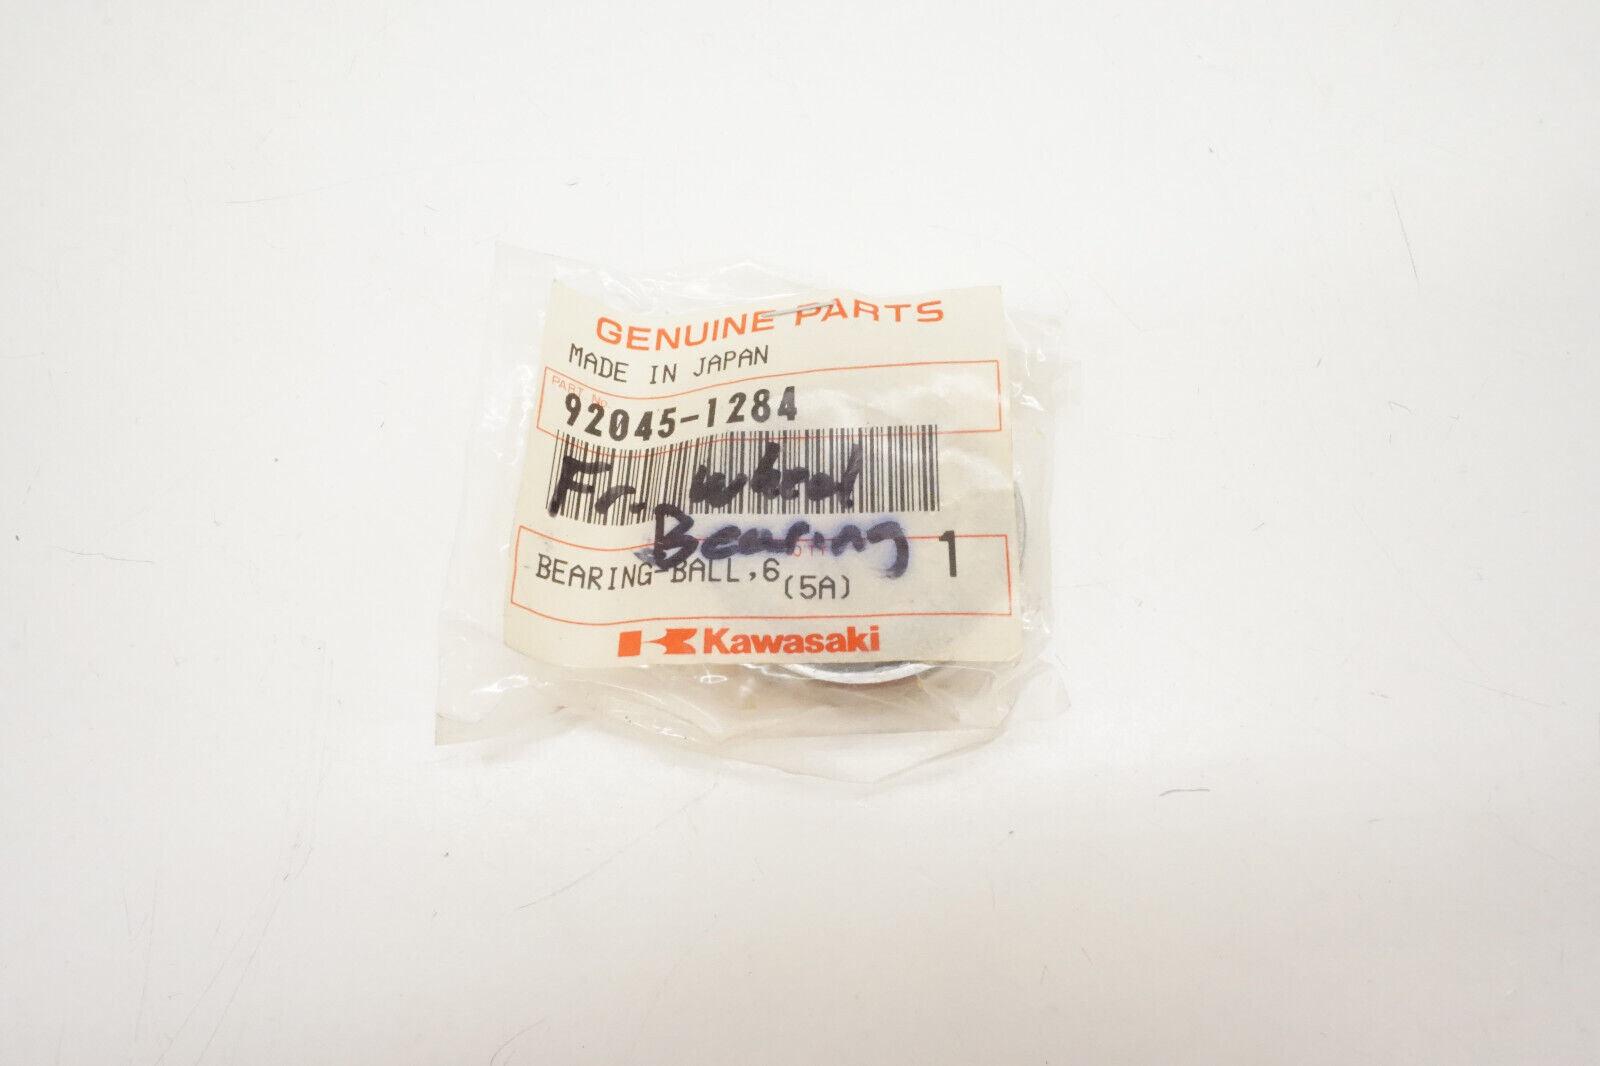 GENUINE PARTS
MADE IN JAPAN
PART No.
92045-1284
Fr. wheel
Bearing
BEARING-BALL,6
(5A)
1
Kawasaki